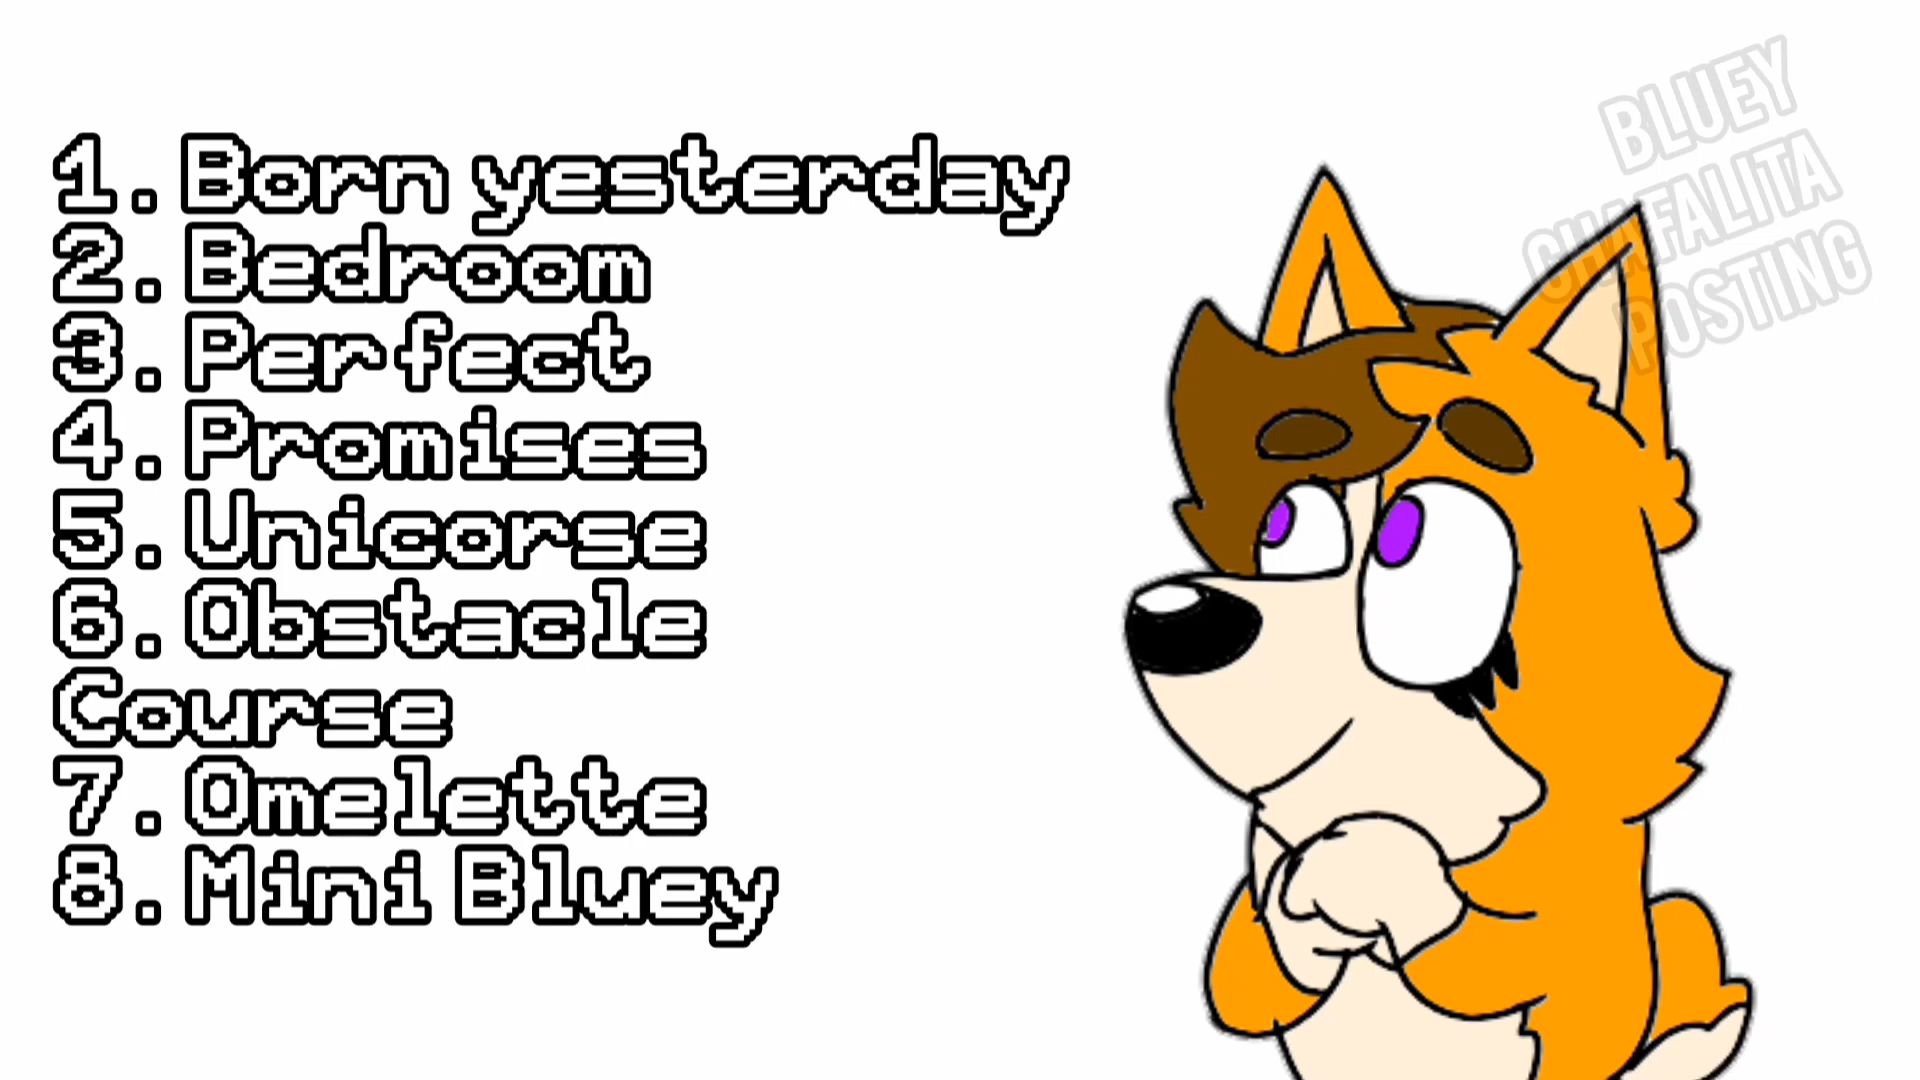 BLUEY
CHAFALITA
POSTING
1. Born yesterday
2. Bedroom
3. Perfect
4. Promises
5. Unicorse
6. Obstacle
Course
7. Omelette
8. Mini Bluey